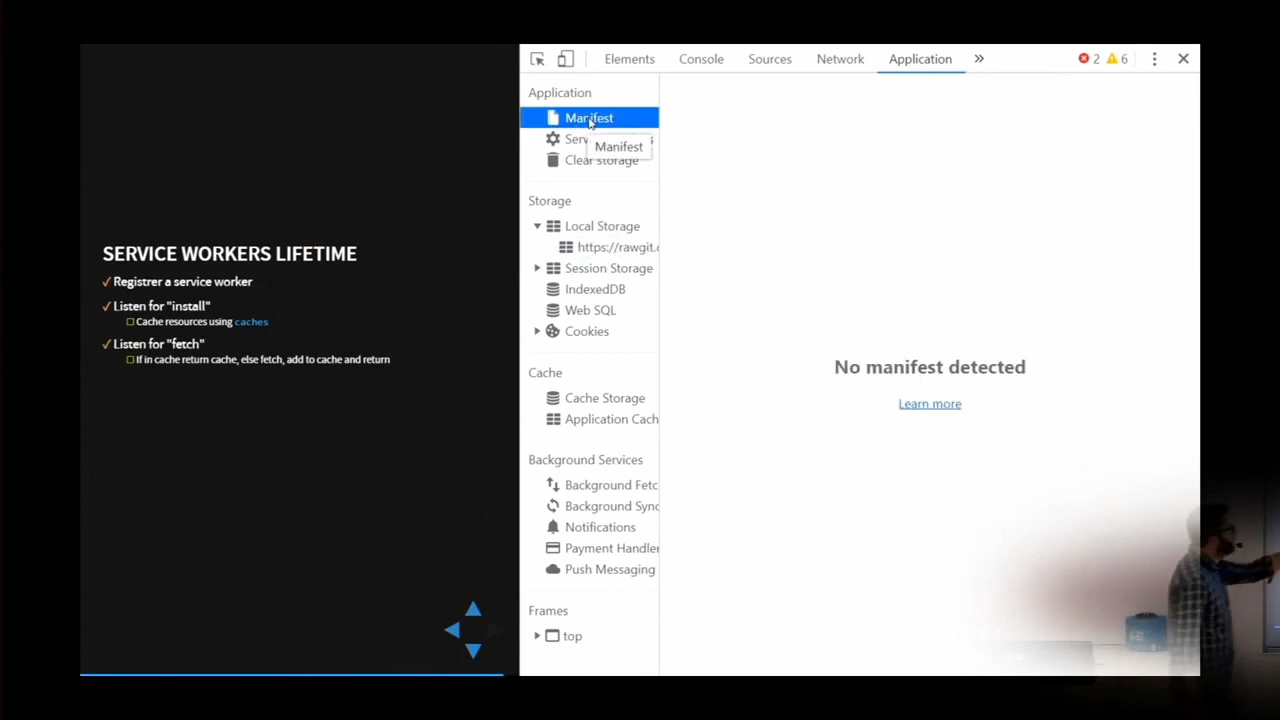 SERVICE WORKERS LIFETIME
✓ Registrer a service worker
✓ Listen for "install"
Cache resources using caches
✓ Listen for "fetch"
If in cache return cache, else fetch, add to cache and return
Elements Console Sources Network Application » 2 6
Application
Manifest
Serv
Manifest
Clear storage
Storage
Local Storage
https://rawgit.c
Session Storage
IndexedDB
Web SQL
Cookies
Cache
Cache Storage
Application Cach
Background Services
Background Fetc
Background Sync
Notifications
Payment Handler
Push Messaging
Frames
top
No manifest detected
Learn more